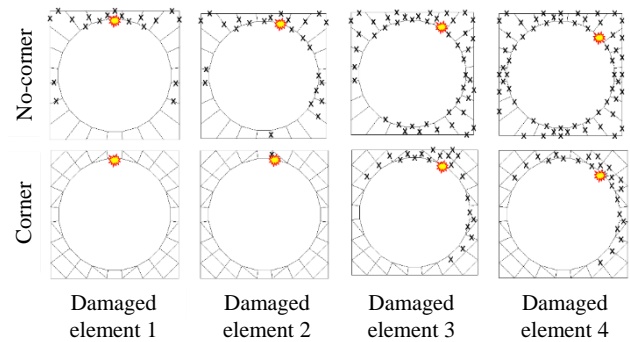 No-corner
Corner
Damaged
element 1
Damaged
element 2
Damaged
element 3
Damaged
element 4